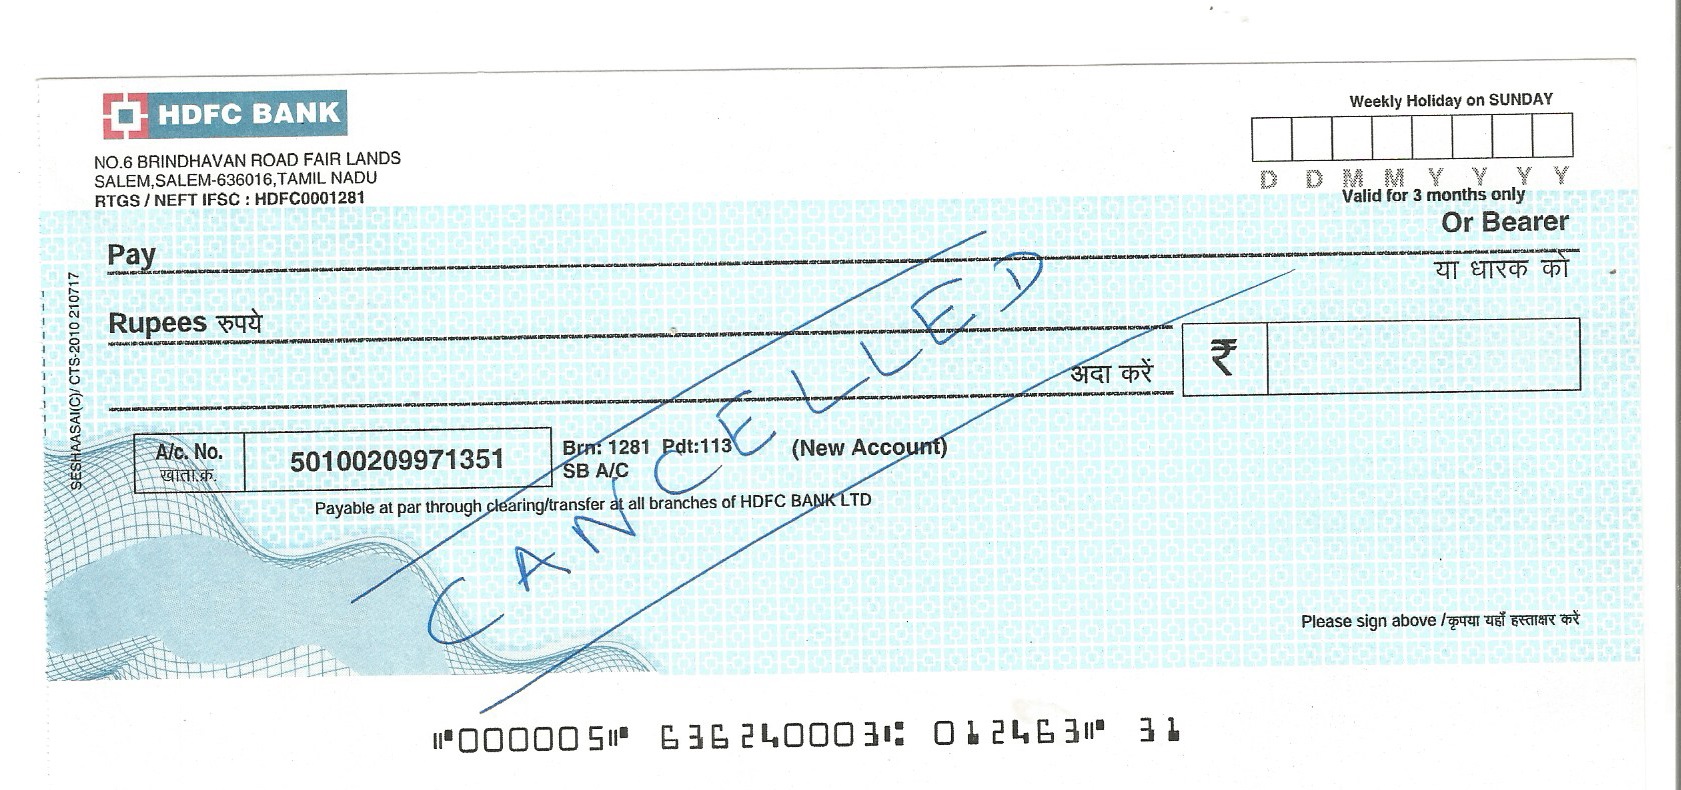 HDFC BANK
NO.6 BRINDHAVAN ROAD FAIR LANDS
SALEM,SALEM-636016,TAMIL NADU
RTGS / NEFT IFSC : HDFC0001281
Weekly Holiday on SUNDAY
D D M M Y Y Y Y
Valid for 3 months only
Pay
Or Bearer
या धारक को
Rupees रुपये
अदा करें
₹
A/c. No.
खाता.क्र.
50100209971351
Brn: 1281 Pdt:113 (New Account)
SB A/C
Payable at par through clearing/transfer at all branches of HDFC BANK LTD
CANCELLED
SESHAASAI(C)/ CTS-2010 210717
Please sign above /कृपया यहाँ हस्ताक्षर करें
⑈000005⑈ 636240003⑆ 012463⑈ 31